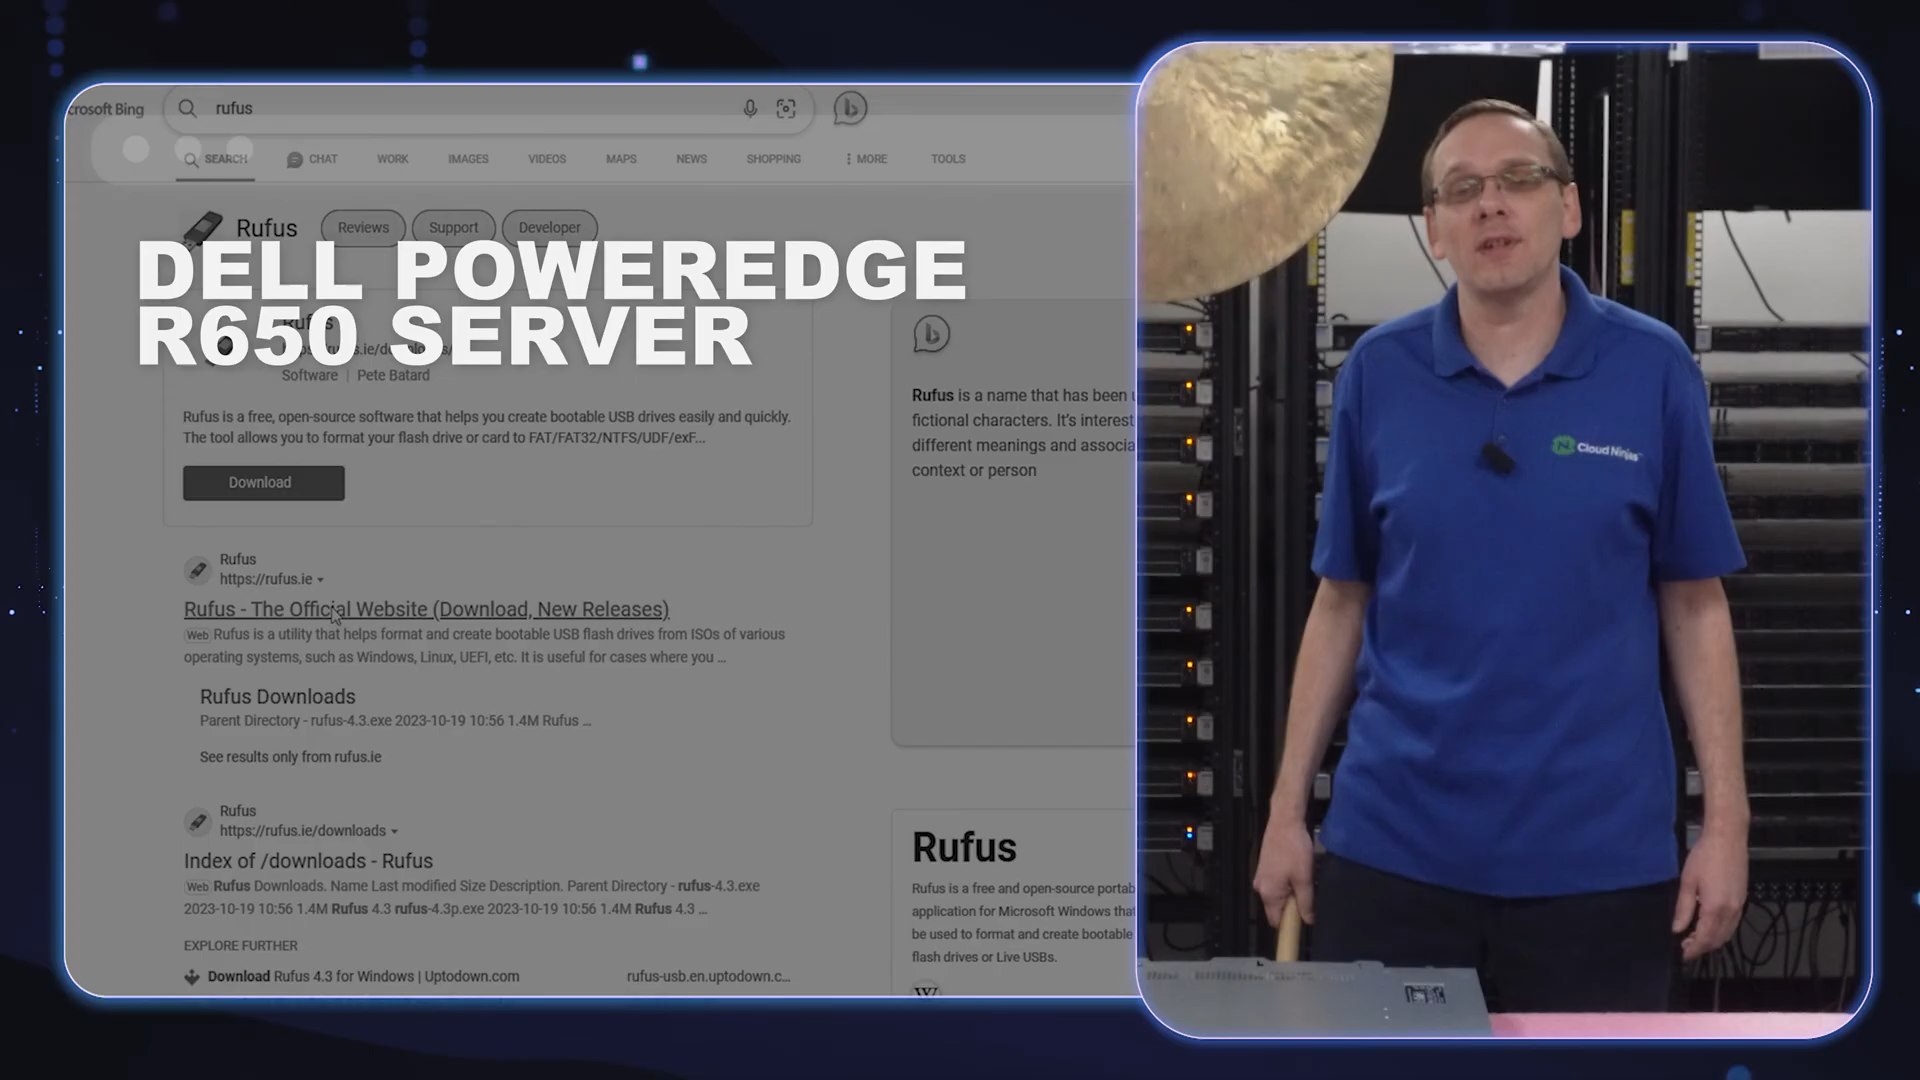 crosoft Bing
rufus
SEARCH CHAT WORK IMAGES VIDEOS MAPS NEWS SHOPPING MORE TOOLS
Rufus Reviews Support Developer
DELL POWEREDGE
R650 SERVER
Rufus
Software | Pete Batard
Rufus is a free, open-source software that helps you create bootable USB drives easily and quickly.
The tool allows you to format your flash drive or card to FAT/FAT32/NTFS/UDF/exF...
Download
Rufus
https://rufus.ie
Rufus - The Official Website (Download, New Releases)
Web Rufus is a utility that helps format and create bootable USB flash drives from ISOs of various
operating systems, such as Windows, Linux, UEFI, etc. It is useful for cases where you ...
Rufus Downloads
Parent Directory - rufus-4.3.exe 2023-10-19 10:56 1.4M Rufus ...
See results only from rufus.ie
Rufus
https://rufus.ie/downloads
Index of /downloads - Rufus
Web Rufus Downloads. Name Last modified Size Description. Parent Directory - rufus-4.3.exe
2023-10-19 10:56 1.4M Rufus 4.3 rufus-4.3p.exe 2023-10-19 10:56 1.4M Rufus 4.3 ...
EXPLORE FURTHER
Download Rufus 4.3 for Windows | Uptodown.com rufus-usb.en.uptodown.c...
Rufus is a name that has been
fictional characters. It's interest
different meanings and associa
context or person
Rufus
Rufus is a free and open-source portab
application for Microsoft Windows that
be used to format and create bootable
flash drives or Live USBs.
W
N Cloud Ninjas